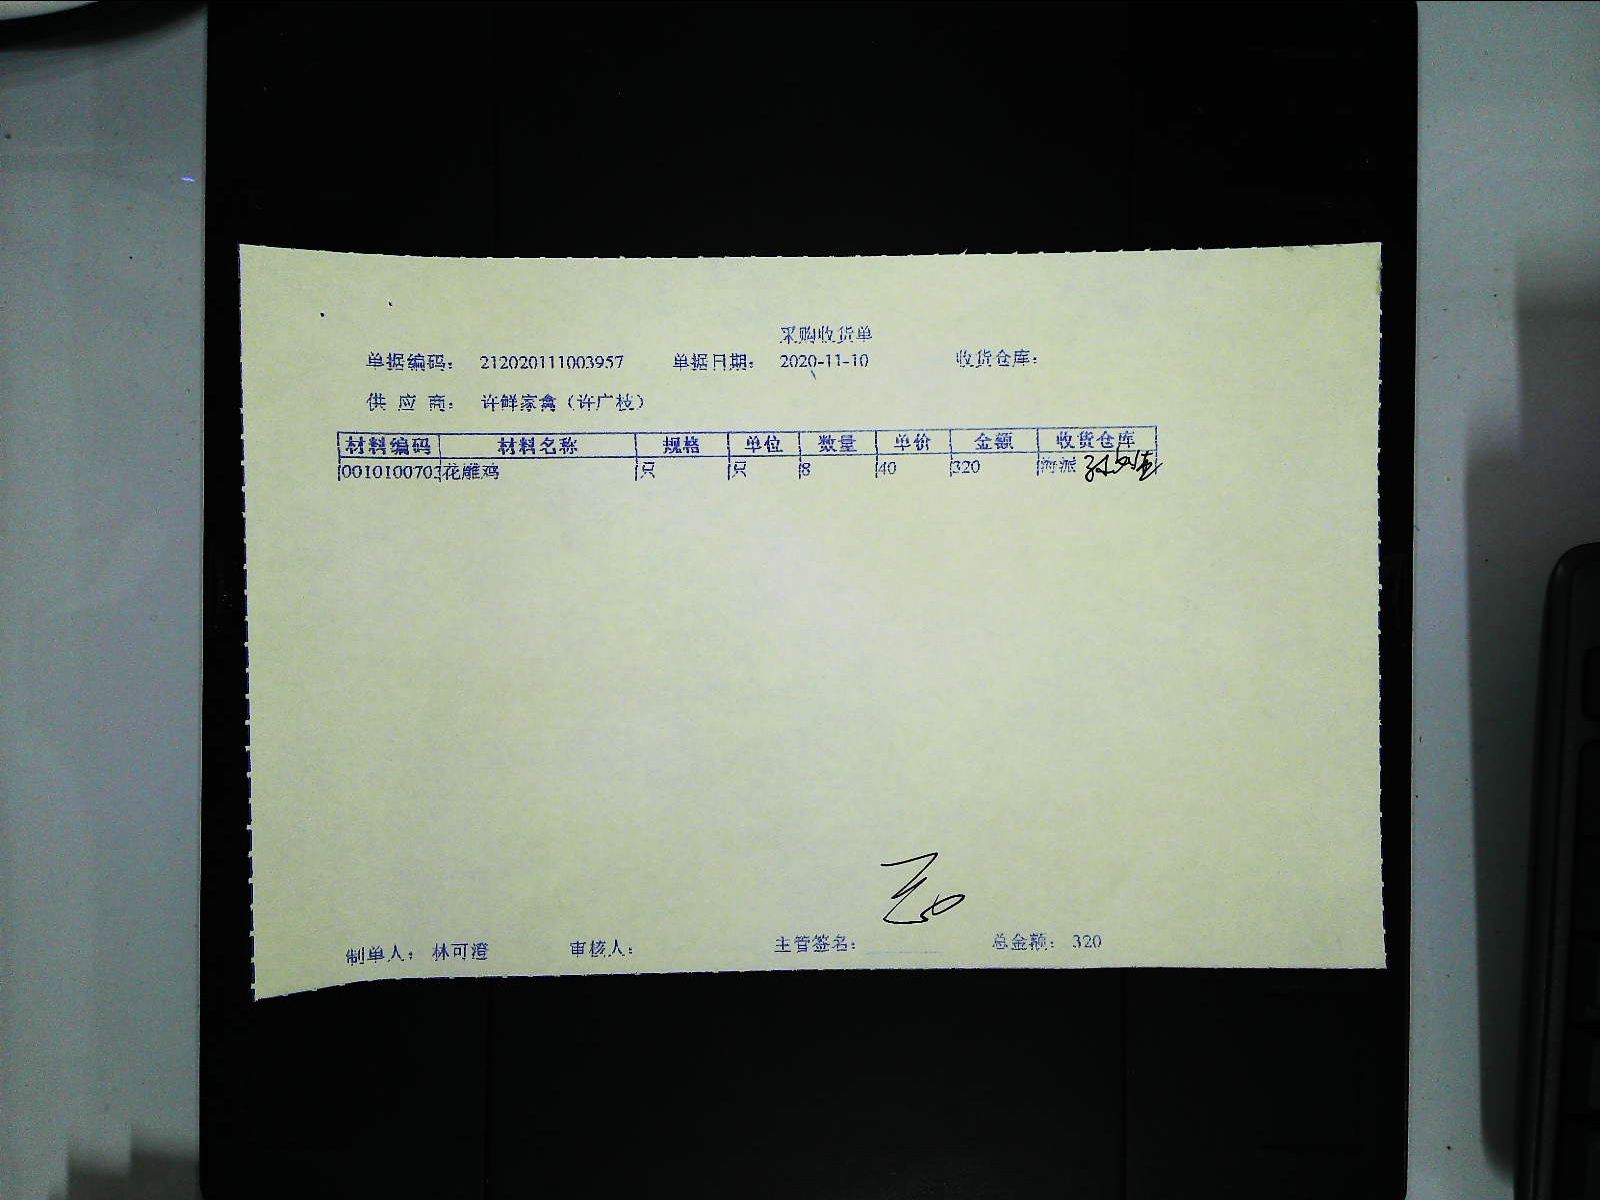 采购收货单
单据编码： 212020111003957 单据日期： 2020-11-10 收货仓库：
供 应 商： 许鲜家禽（许广枝）
材料编码 材料名称 规格 单位 数量 单价 金额 收货仓库
0010100703 花雕鸡 只 只 8 40 320 海派
制单人： 林可澄 审核人： 主管签名： 总金额： 320